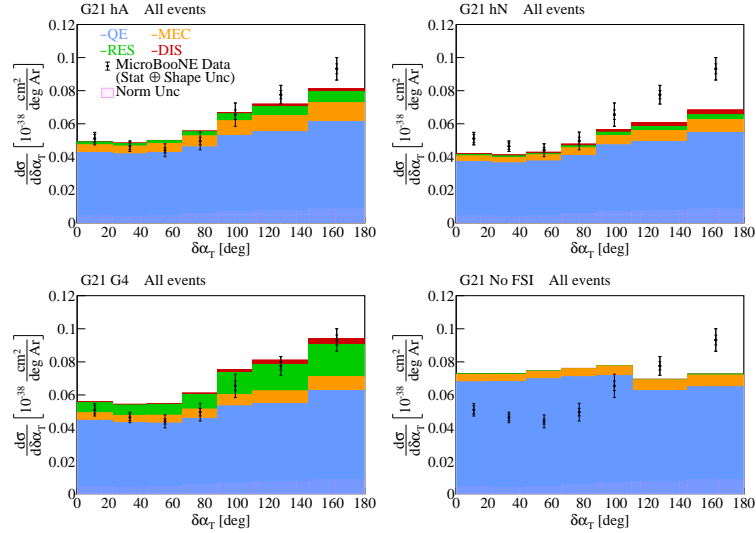 G21 hA All events
−QE −MEC
−RES −DIS
MicroBooNE Data
(Stat ⊕ Shape Unc)
Norm Unc
dσ/dδα_T [10^-38 cm^2/deg Ar]
0.12
0.1
0.08
0.06
0.04
0.02
0
0 20 40 60 80 100 120 140 160 180
δα_T [deg]
G21 hN All events
dσ/dδα_T [10^-38 cm^2/deg Ar]
0.12
0.1
0.08
0.06
0.04
0.02
0
0 20 40 60 80 100 120 140 160 180
δα_T [deg]
G21 G4 All events
dσ/dδα_T [10^-38 cm^2/deg Ar]
0.12
0.1
0.08
0.06
0.04
0.02
0
0 20 40 60 80 100 120 140 160 180
δα_T [deg]
G21 No FSI All events
dσ/dδα_T [10^-38 cm^2/deg Ar]
0.12
0.1
0.08
0.06
0.04
0.02
0
0 20 40 60 80 100 120 140 160 180
δα_T [deg]